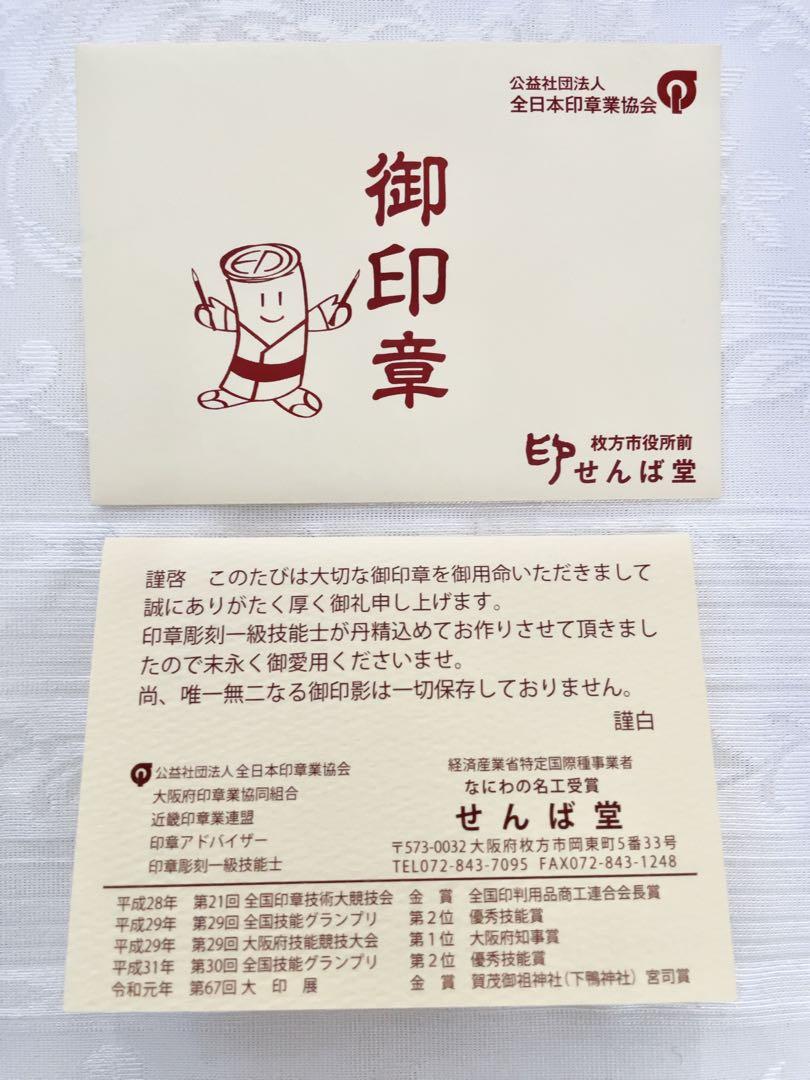 公益社団法人
全日本印章業協会
御印章
印
枚方市役所前
印せんば堂
謹啓　このたびは大切な御印章を御用命いただきまして
誠にありがたく厚く御礼申し上げます。
印章彫刻一級技能士が丹精込めてお作りさせて頂きまし
たので末永く御愛用くださいませ。
尚、唯一無二なる御印影は一切保存しておりません。
謹白
公益社団法人 全日本印章業協会
大阪府印章業協同組合
近畿印章業連盟
印章アドバイザー
印章彫刻一級技能士
経済産業省特定国際種事業者
なにわの名工受賞
せんば堂
〒573-0032 大阪府枚方市岡東町5番33号
TEL072-843-7095 FAX072-843-1248
平成28年　第21回 全国印章技術大競技会　金　賞　全国印判用品商工連合会長賞
平成29年　第29回 全国技能グランプリ　第２位　優秀技能賞
平成29年　第29回 大阪府技能競技大会　第１位　大阪府知事賞
平成31年　第30回 全国技能グランプリ　第２位　優秀技能賞
令和元年　第67回 大　印　展　金　賞　賀茂御祖神社（下鴨神社）宮司賞